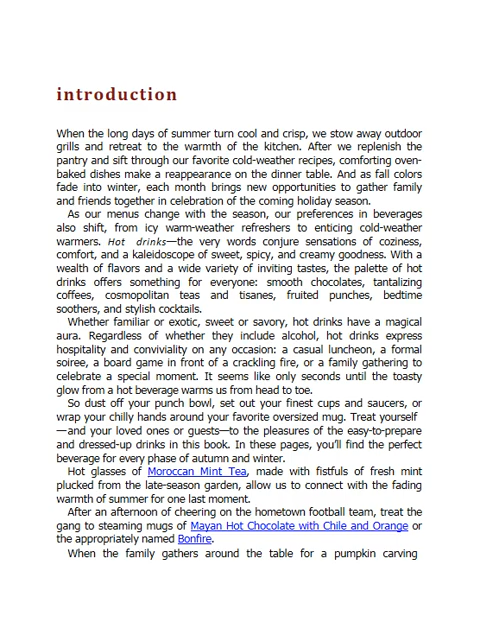 introduction
When the long days of summer turn cool and crisp, we stow away outdoor
grills and retreat to the warmth of the kitchen. After we replenish the
pantry and sift through our favorite cold-weather recipes, comforting oven-
baked dishes make a reappearance on the dinner table. And as fall colors
fade into winter, each month brings new opportunities to gather family
and friends together in celebration of the coming holiday season.
As our menus change with the season, our preferences in beverages
also shift, from icy warm-weather refreshers to enticing cold-weather
warmers. Hot drinks—the very words conjure sensations of coziness,
comfort, and a kaleidoscope of sweet, spicy, and creamy goodness. With a
wealth of flavors and a wide variety of inviting tastes, the palette of hot
drinks offers something for everyone: smooth chocolates, tantalizing
coffees, cosmopolitan teas and tisanes, fruited punches, bedtime
soothers, and stylish cocktails.
Whether familiar or exotic, sweet or savory, hot drinks have a magical
aura. Regardless of whether they include alcohol, hot drinks express
hospitality and conviviality on any occasion: a casual luncheon, a formal
soiree, a board game in front of a crackling fire, or a family gathering to
celebrate a special moment. It seems like only seconds until the toasty
glow from a hot beverage warms us from head to toe.
So dust off your punch bowl, set out your finest cups and saucers, or
wrap your chilly hands around your favorite oversized mug. Treat yourself
—and your loved ones or guests—to the pleasures of the easy-to-prepare
and dressed-up drinks in this book. In these pages, you'll find the perfect
beverage for every phase of autumn and winter.
Hot glasses of Moroccan Mint Tea, made with fistfuls of fresh mint
plucked from the late-season garden, allow us to connect with the fading
warmth of summer for one last moment.
After an afternoon of cheering on the hometown football team, treat the
gang to steaming mugs of Mayan Hot Chocolate with Chile and Orange or
the appropriately named Bonfire.
When the family gathers around the table for a pumpkin carving